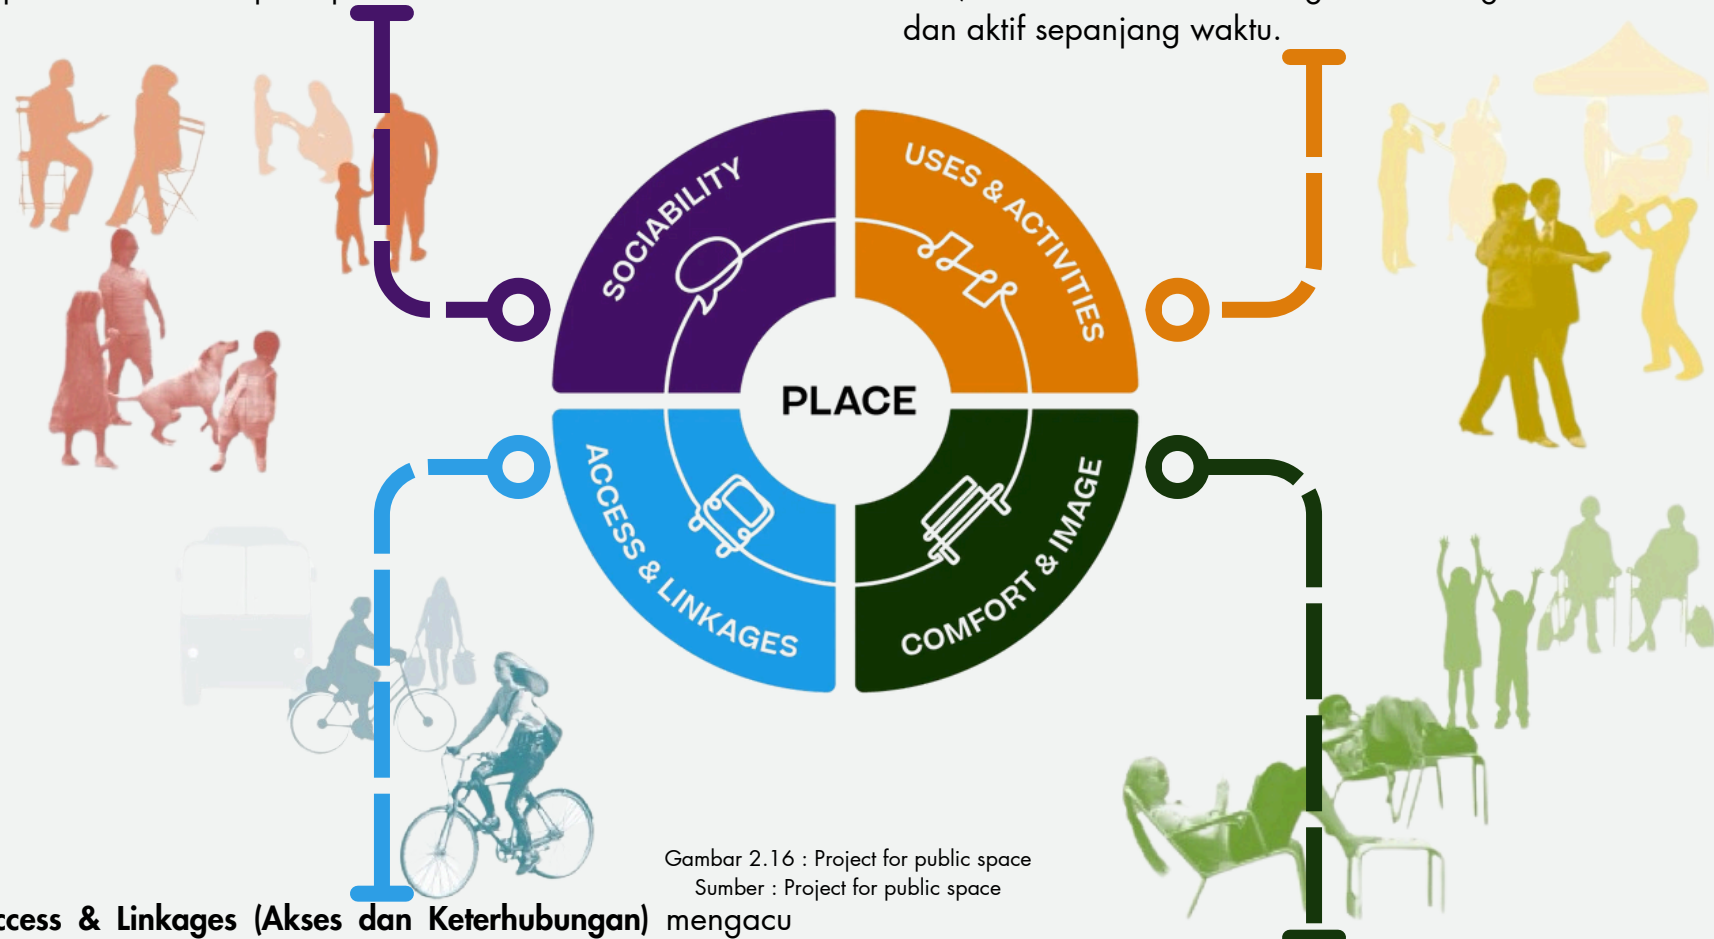 dan aktif sepanjang waktu.
SOCIABILITY
USES & ACTIVITIES
PLACE
ACCESS & LINKAGES
COMFORT & IMAGE
Gambar 2.16 : Project for public space
Sumber : Project for public space
ccess & Linkages (Akses dan Keterhubungan) mengacu